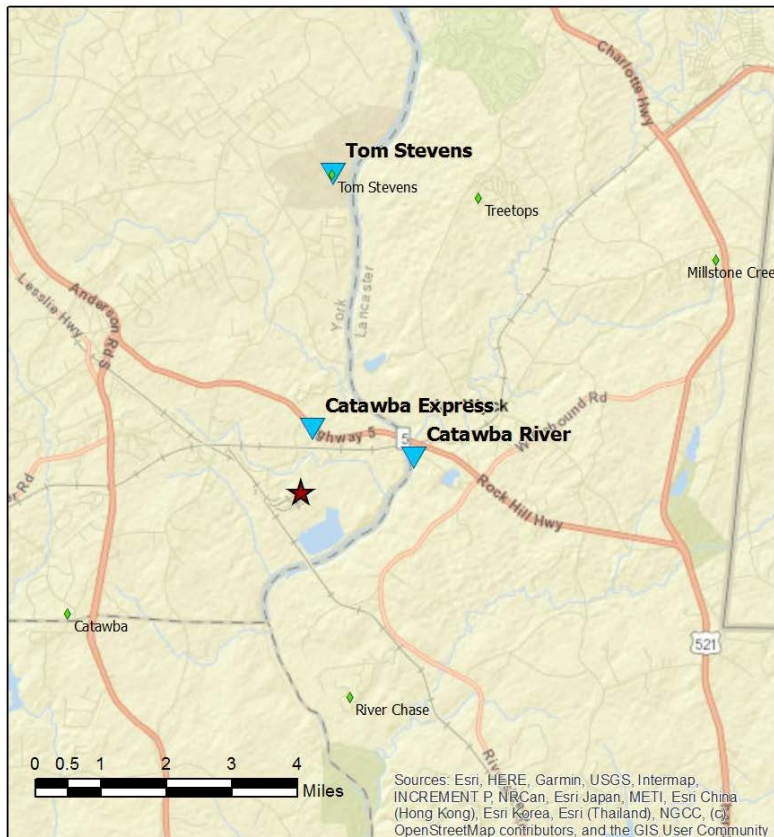 Charlotte Hwy
Tom Stevens
Tom Stevens
Treetops
Millstone Cree
York
Lancaster
Lesslie Hwy
Anderson Rd S
Catawba Express
Highway 5
5
Catawba River
Rock Hill Hwy
Catawba
521
River Chase
0 0.5 1 2 3 4
Miles
Sources: Esri, HERE, Garmin, USGS, Intermap,
INCREMENT P, NRCan, Esri Japan, METI, Esri China
(Hong Kong), Esri Korea, Esri (Thailand), NGCC, (c)
OpenStreetMap contributors, and the GIS User Community